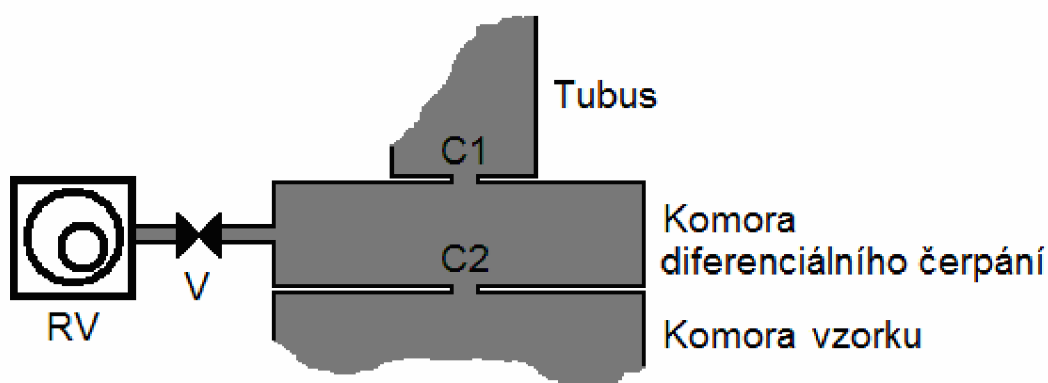 Tubus
C1
Komora
diferenciálního čerpání
C2
V
RV
Komora vzorku